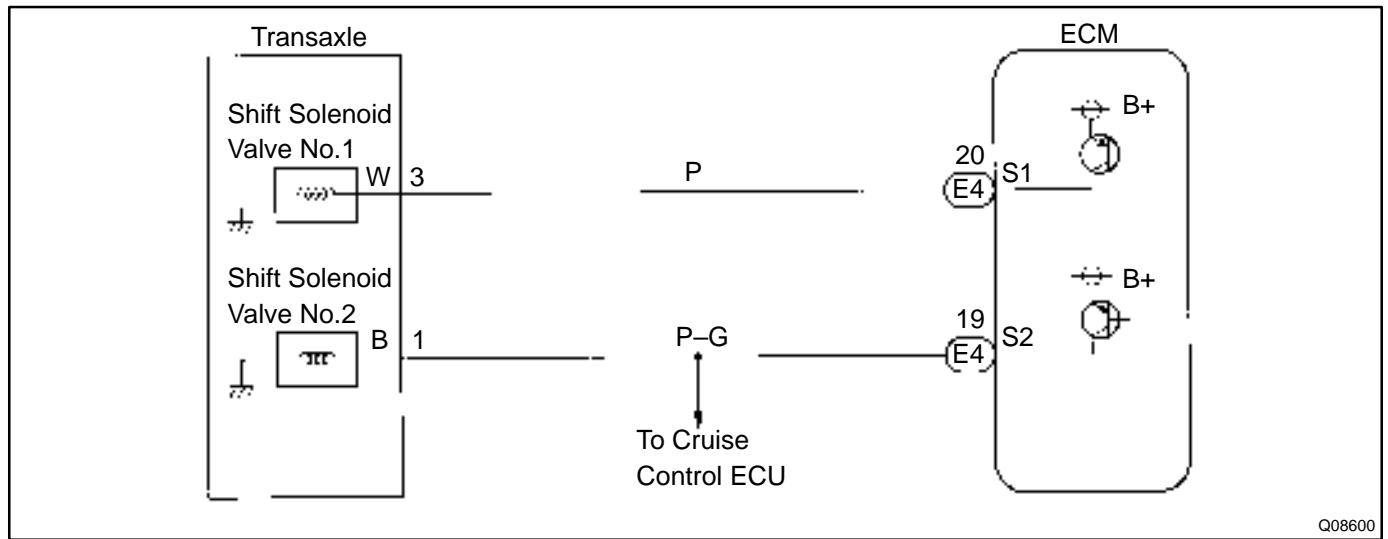 Transaxle
ECM
Shift Solenoid
Valve No.1
W 3
P
20
E4
S1
B+
Shift Solenoid
Valve No.2
B 1
P–G
19
E4
S2
B+
To Cruise
Control ECU
Q08600